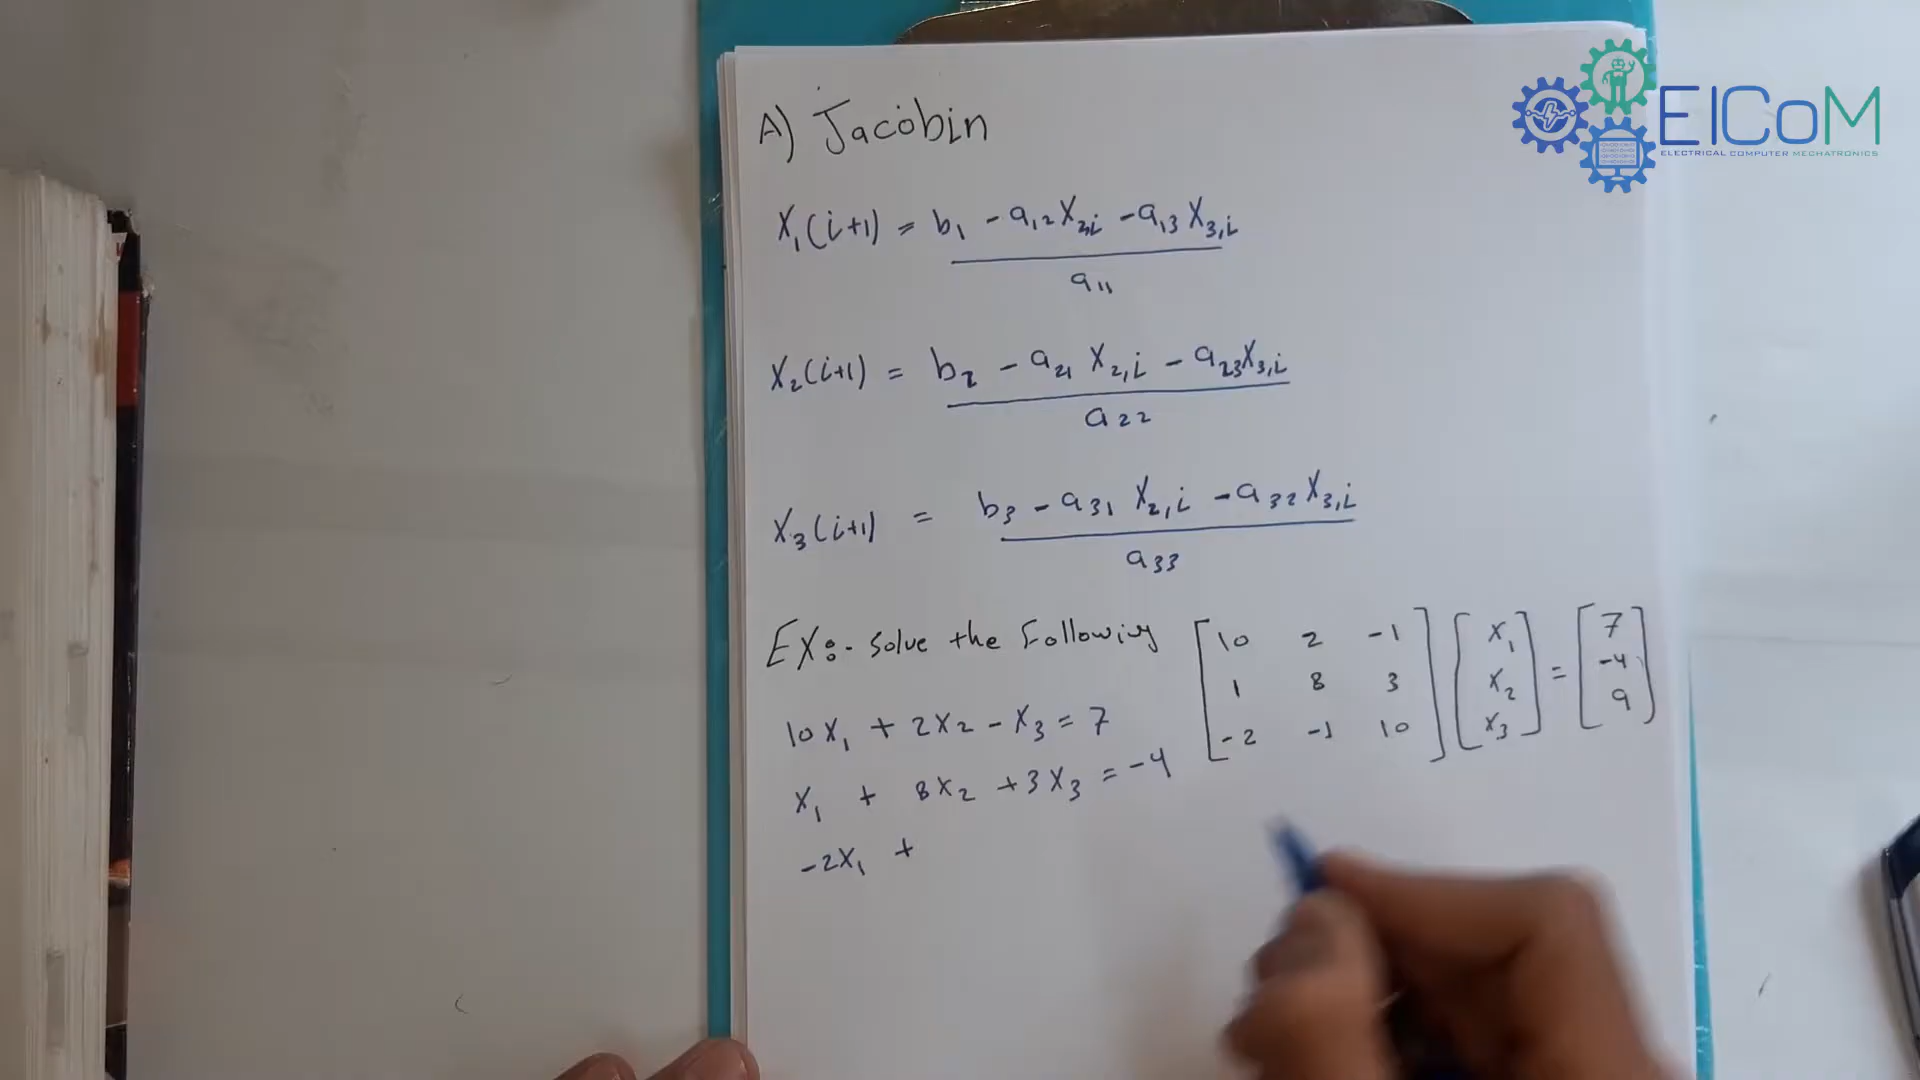 EICoM
ELECTRICAL COMPUTER MECHATRONICS
A) Jacobin
X₁(i+1) = b₁ - a₁₂X₂,i - a₁₃X₃,i
a₁₁
X₂(i+1) = b₂ - a₂₁ X₂,i - a₂₃X₃,i
a₂₂
X₃(i+1) = b₃ - a₃₁ X₂,i - a₃₂X₃,i
a₃₃
EX:- Solve the Following
[10 2 -1] [X₁] = [7]
[1 8 3] [X₂] = [-4]
[-2 -1 10] [X₃] = [9]
10X₁ + 2X₂ - X₃ = 7
X₁ + 8X₂ + 3X₃ = -4
-2X₁ +